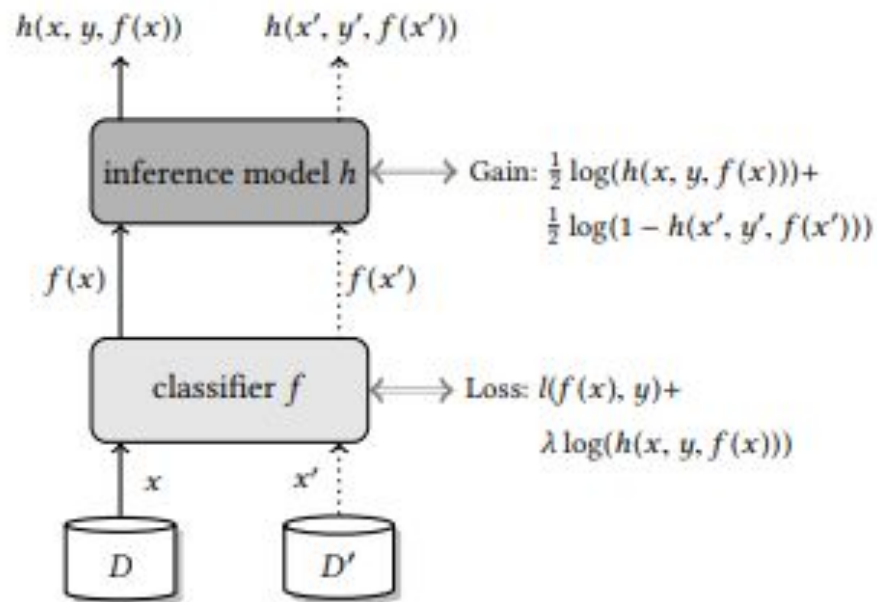 h(x, y, f(x)) h(x′, y′, f(x′))
inference model h
Gain: ½ log(h(x, y, f(x)))+
½ log(1 − h(x′, y′, f(x′)))
f(x) f(x′)
classifier f
Loss: l(f(x), y)+
λ log(h(x, y, f(x)))
x x′
D D′